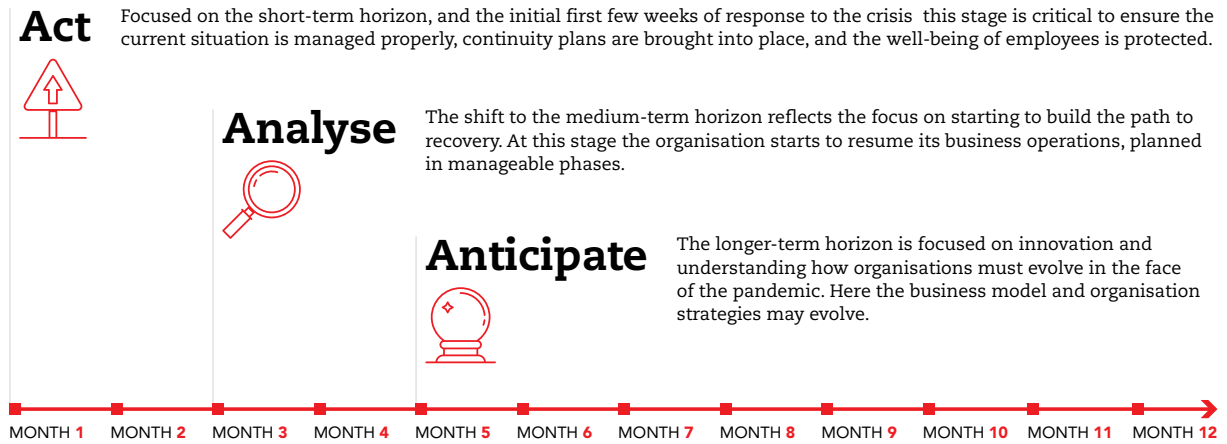 Act
Focused on the short-term horizon, and the initial first few weeks of response to the crisis  this stage is critical to ensure the
current situation is managed properly, continuity plans are brought into place, and the well-being of employees is protected.
Analyse
The shift to the medium-term horizon reflects the focus on starting to build the path to
recovery. At this stage the organisation starts to resume its business operations, planned
in manageable phases.
Anticipate
The longer-term horizon is focused on innovation and
understanding how organisations must evolve in the face
of the pandemic. Here the business model and organisation
strategies may evolve.
MONTH 1 MONTH 2 MONTH 3 MONTH 4 MONTH 5 MONTH 6 MONTH 7 MONTH 8 MONTH 9 MONTH 10 MONTH 11 MONTH 12